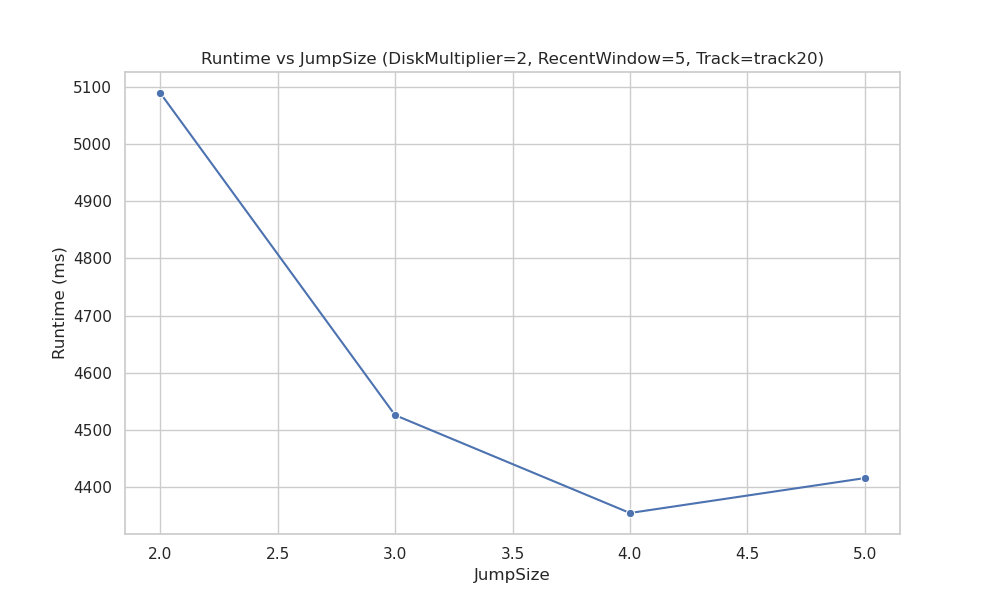 Runtime vs JumpSize (DiskMultiplier=2, RecentWindow=5, Track=track20)
5100
5000
4900
4800
4700
4600
4500
4400
Runtime (ms)
2.0 2.5 3.0 3.5 4.0 4.5 5.0
JumpSize